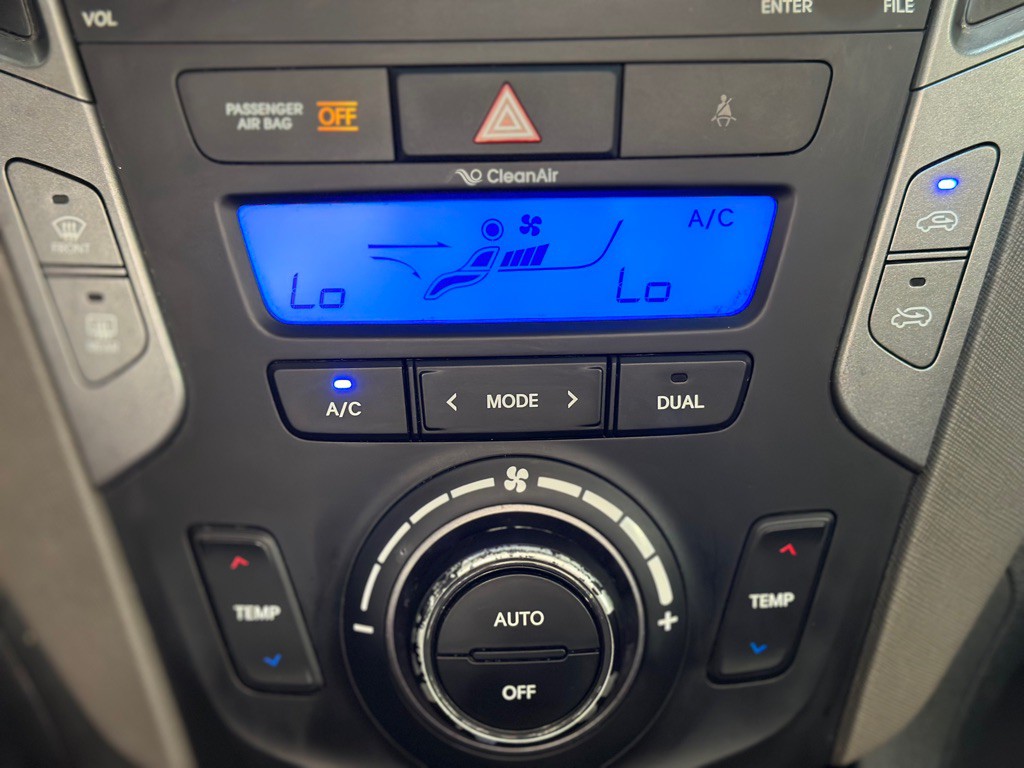 VOL
ENTER
FILE
PASSENGER
AIR BAG
OFF
CleanAir
FRONT
A/C
Lo
Lo
A/C
< MODE >
DUAL
TEMP
TEMP
AUTO
- +
OFF